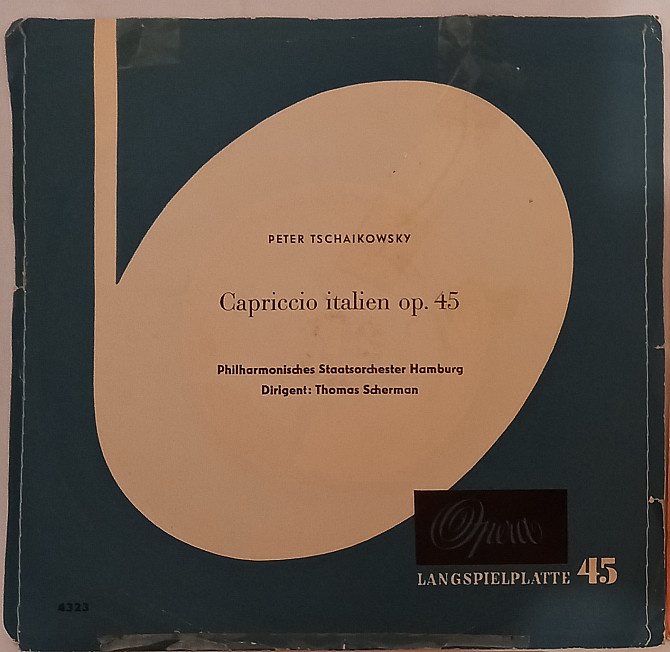 PETER TSCHAIKOWSKY
Capriccio italien op. 45
Philharmonisches Staatsorchester Hamburg
Dirigent: Thomas Scherman
Opera
LANGSPIELPLATTE 45
4323